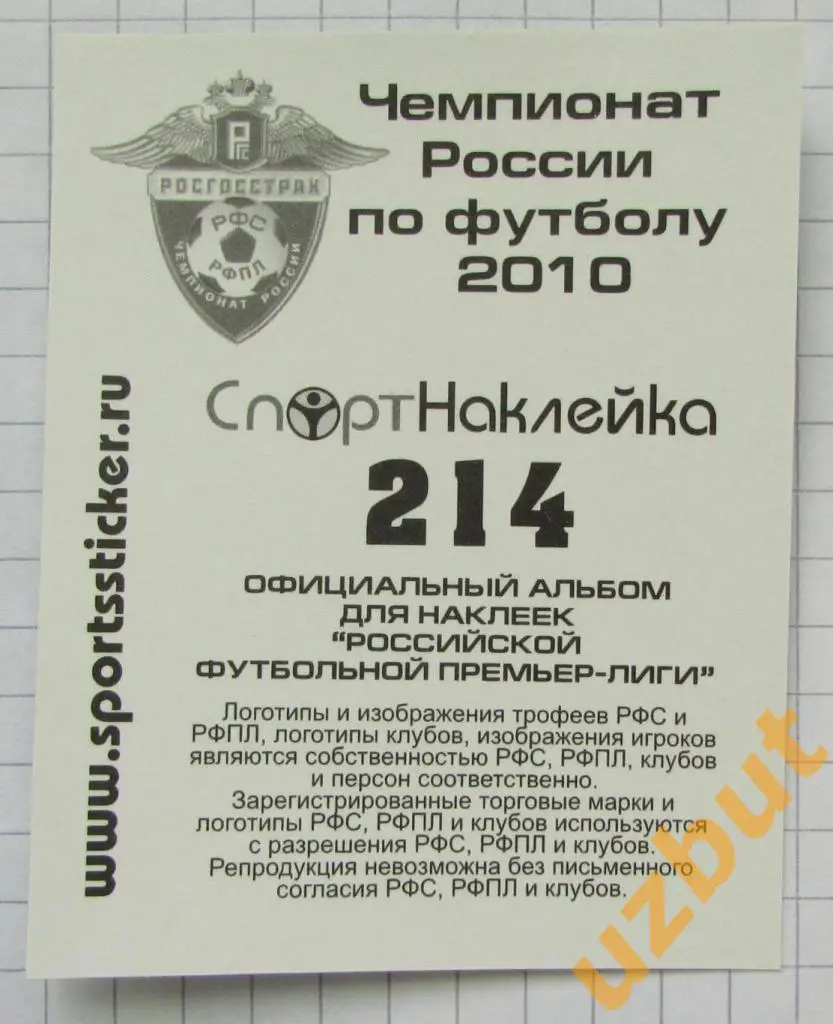 Чемпионат
России
по футболу
2010
РГС
РОСГОССТРАХ
РФС
РФПЛ
ЧЕМПИОНАТ РОССИИ
СпортНаклейка
214
www.sportssticker.ru
ОФИЦИАЛЬНЫЙ АЛЬБОМ
ДЛЯ НАКЛЕЕК
“РОССИЙСКОЙ
ФУТБОЛЬНОЙ ПРЕМЬЕР-ЛИГИ”
Логотипы и изображения трофеев РФС и
РФПЛ, логотипы клубов, изображения игроков
являются собственностью РФС, РФПЛ, клубов
и персон соответственно.
Зарегистрированные торговые марки и
логотипы РФС, РФПЛ и клубов используются
с разрешения РФС, РФПЛ и клубов.
Репродукция невозможна без письменного
согласия РФС, РФПЛ и клубов.
uzbut